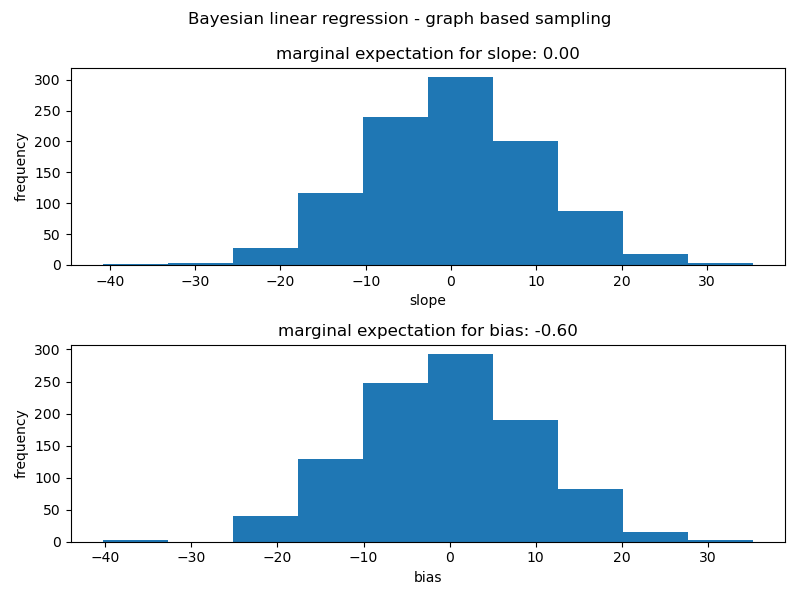 Bayesian linear regression - graph based sampling
marginal expectation for slope: 0.00
300
250
200
150
100
50
0
frequency
−40 −30 −20 −10 0 10 20 30
slope
marginal expectation for bias: -0.60
300
250
200
150
100
50
0
frequency
−40 −30 −20 −10 0 10 20 30
bias